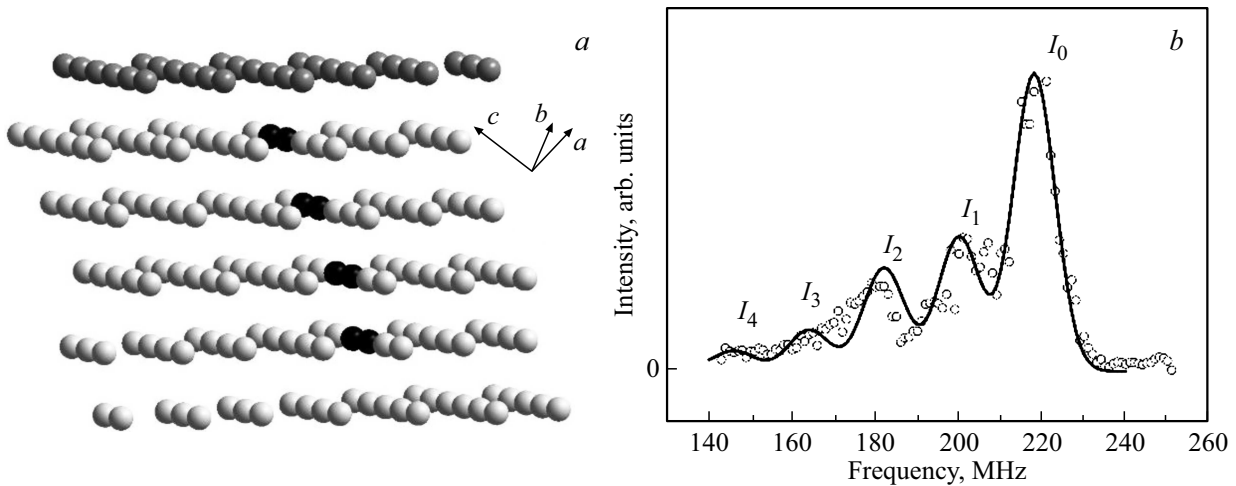 a
c
b
a
b
I0
I1
I2
I3
I4
Intensity, arb. units
0
140 160 180 200 220 240 260
Frequency, MHz